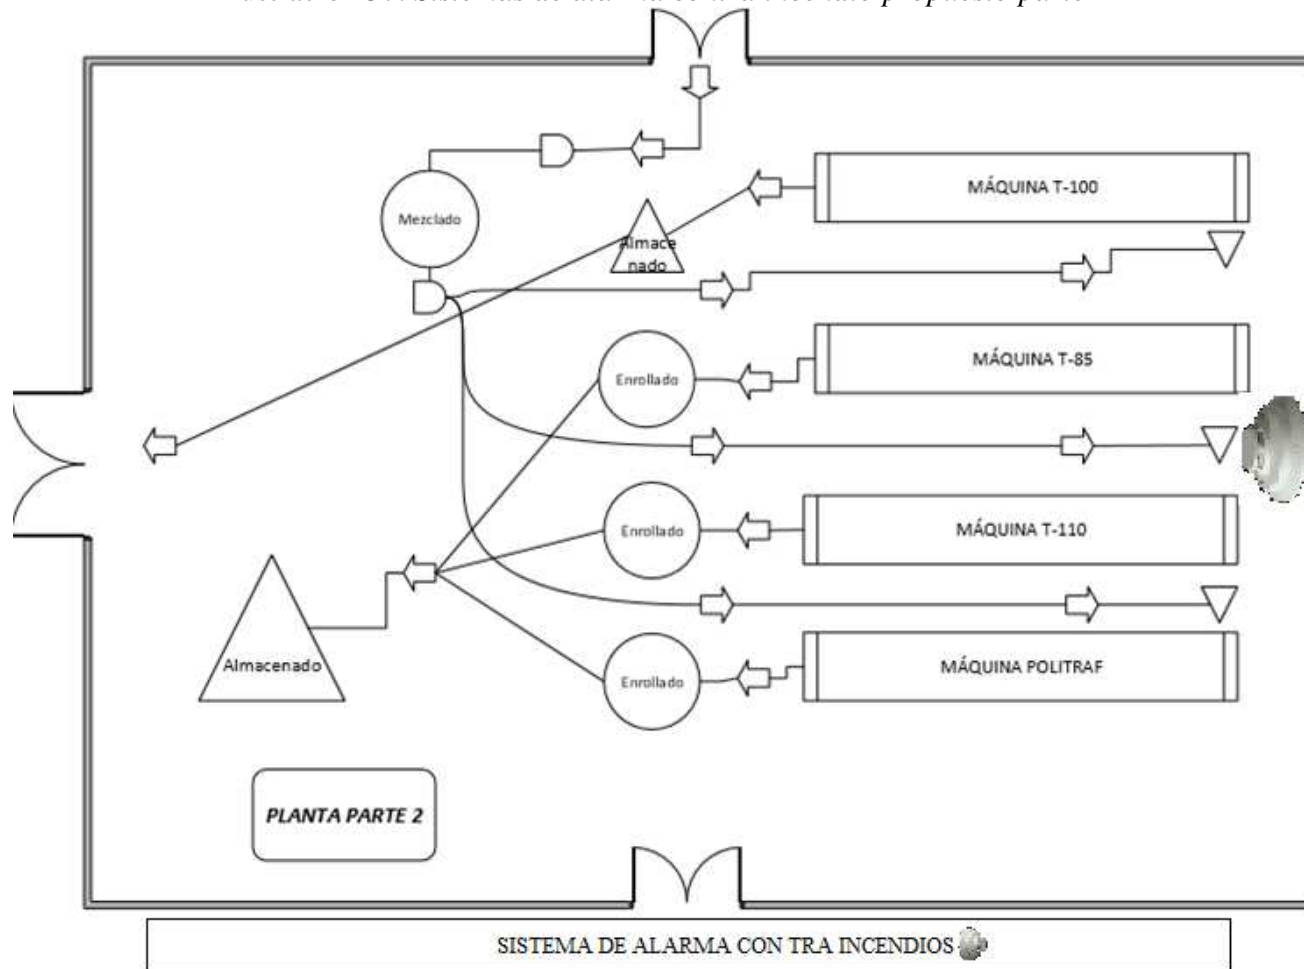 MÁQUINA T-100
Mezclado
Almace
nado
MÁQUINA T-85
Enrollado
Enrollado
MÁQUINA T-110
Almacenado
Enrollado
MÁQUINA POLITRAF
PLANTA PARTE 2
SISTEMA DE ALARMA CON TRA INCENDIOS